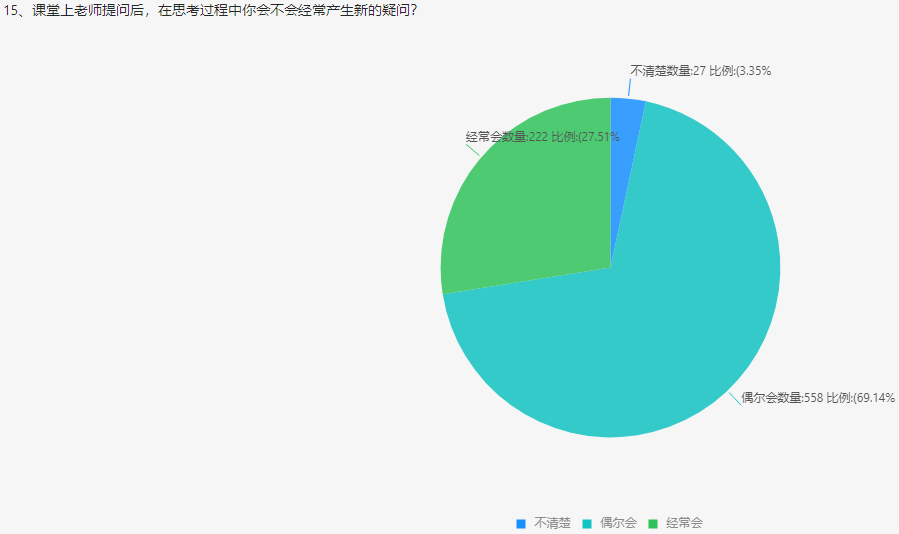 15、课堂上老师提问后，在思考过程中你会不会经常产生新的疑问？
不清楚数量:27 比例:(3.35%
经常会数量:222 比例:(27.51%
偶尔会数量:558 比例:(69.14%
不清楚 偶尔会 经常会